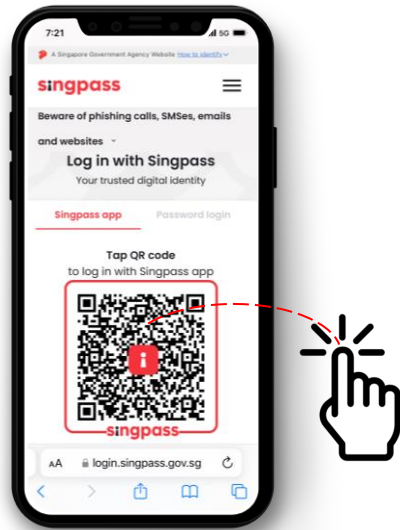 7:21
5G
A Singapore Government Agency Website How to identify
singpass
Beware of phishing calls, SMSes, emails
and websites
Log in with Singpass
Your trusted digital identity
Singpass app Password login
Tap QR code
to log in with Singpass app
singpass
AA login.singpass.gov.sg